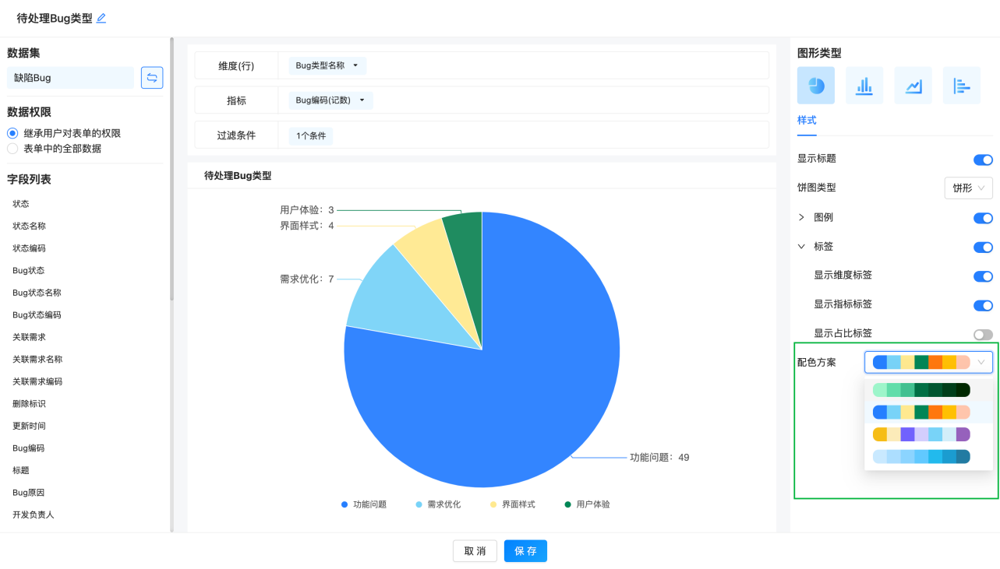 待处理Bug类型
数据集
缺陷Bug
数据权限
继承用户对表单的权限
表单中的全部数据
字段列表
状态
状态名称
状态编码
Bug状态
Bug状态名称
Bug状态编码
关联需求
关联需求名称
关联需求编码
删除标识
更新时间
Bug编码
标题
Bug原因
开发负责人
维度(行)
Bug类型名称
指标
Bug编码(记数)
过滤条件
1个条件
待处理Bug类型
用户体验：3
界面样式：4
需求优化：7
功能问题：49
功能问题
需求优化
界面样式
用户体验
图形类型
样式
显示标题
饼图类型
饼形
图例
标签
显示维度标签
显示指标标签
显示占比标签
配色方案
取 消
保 存